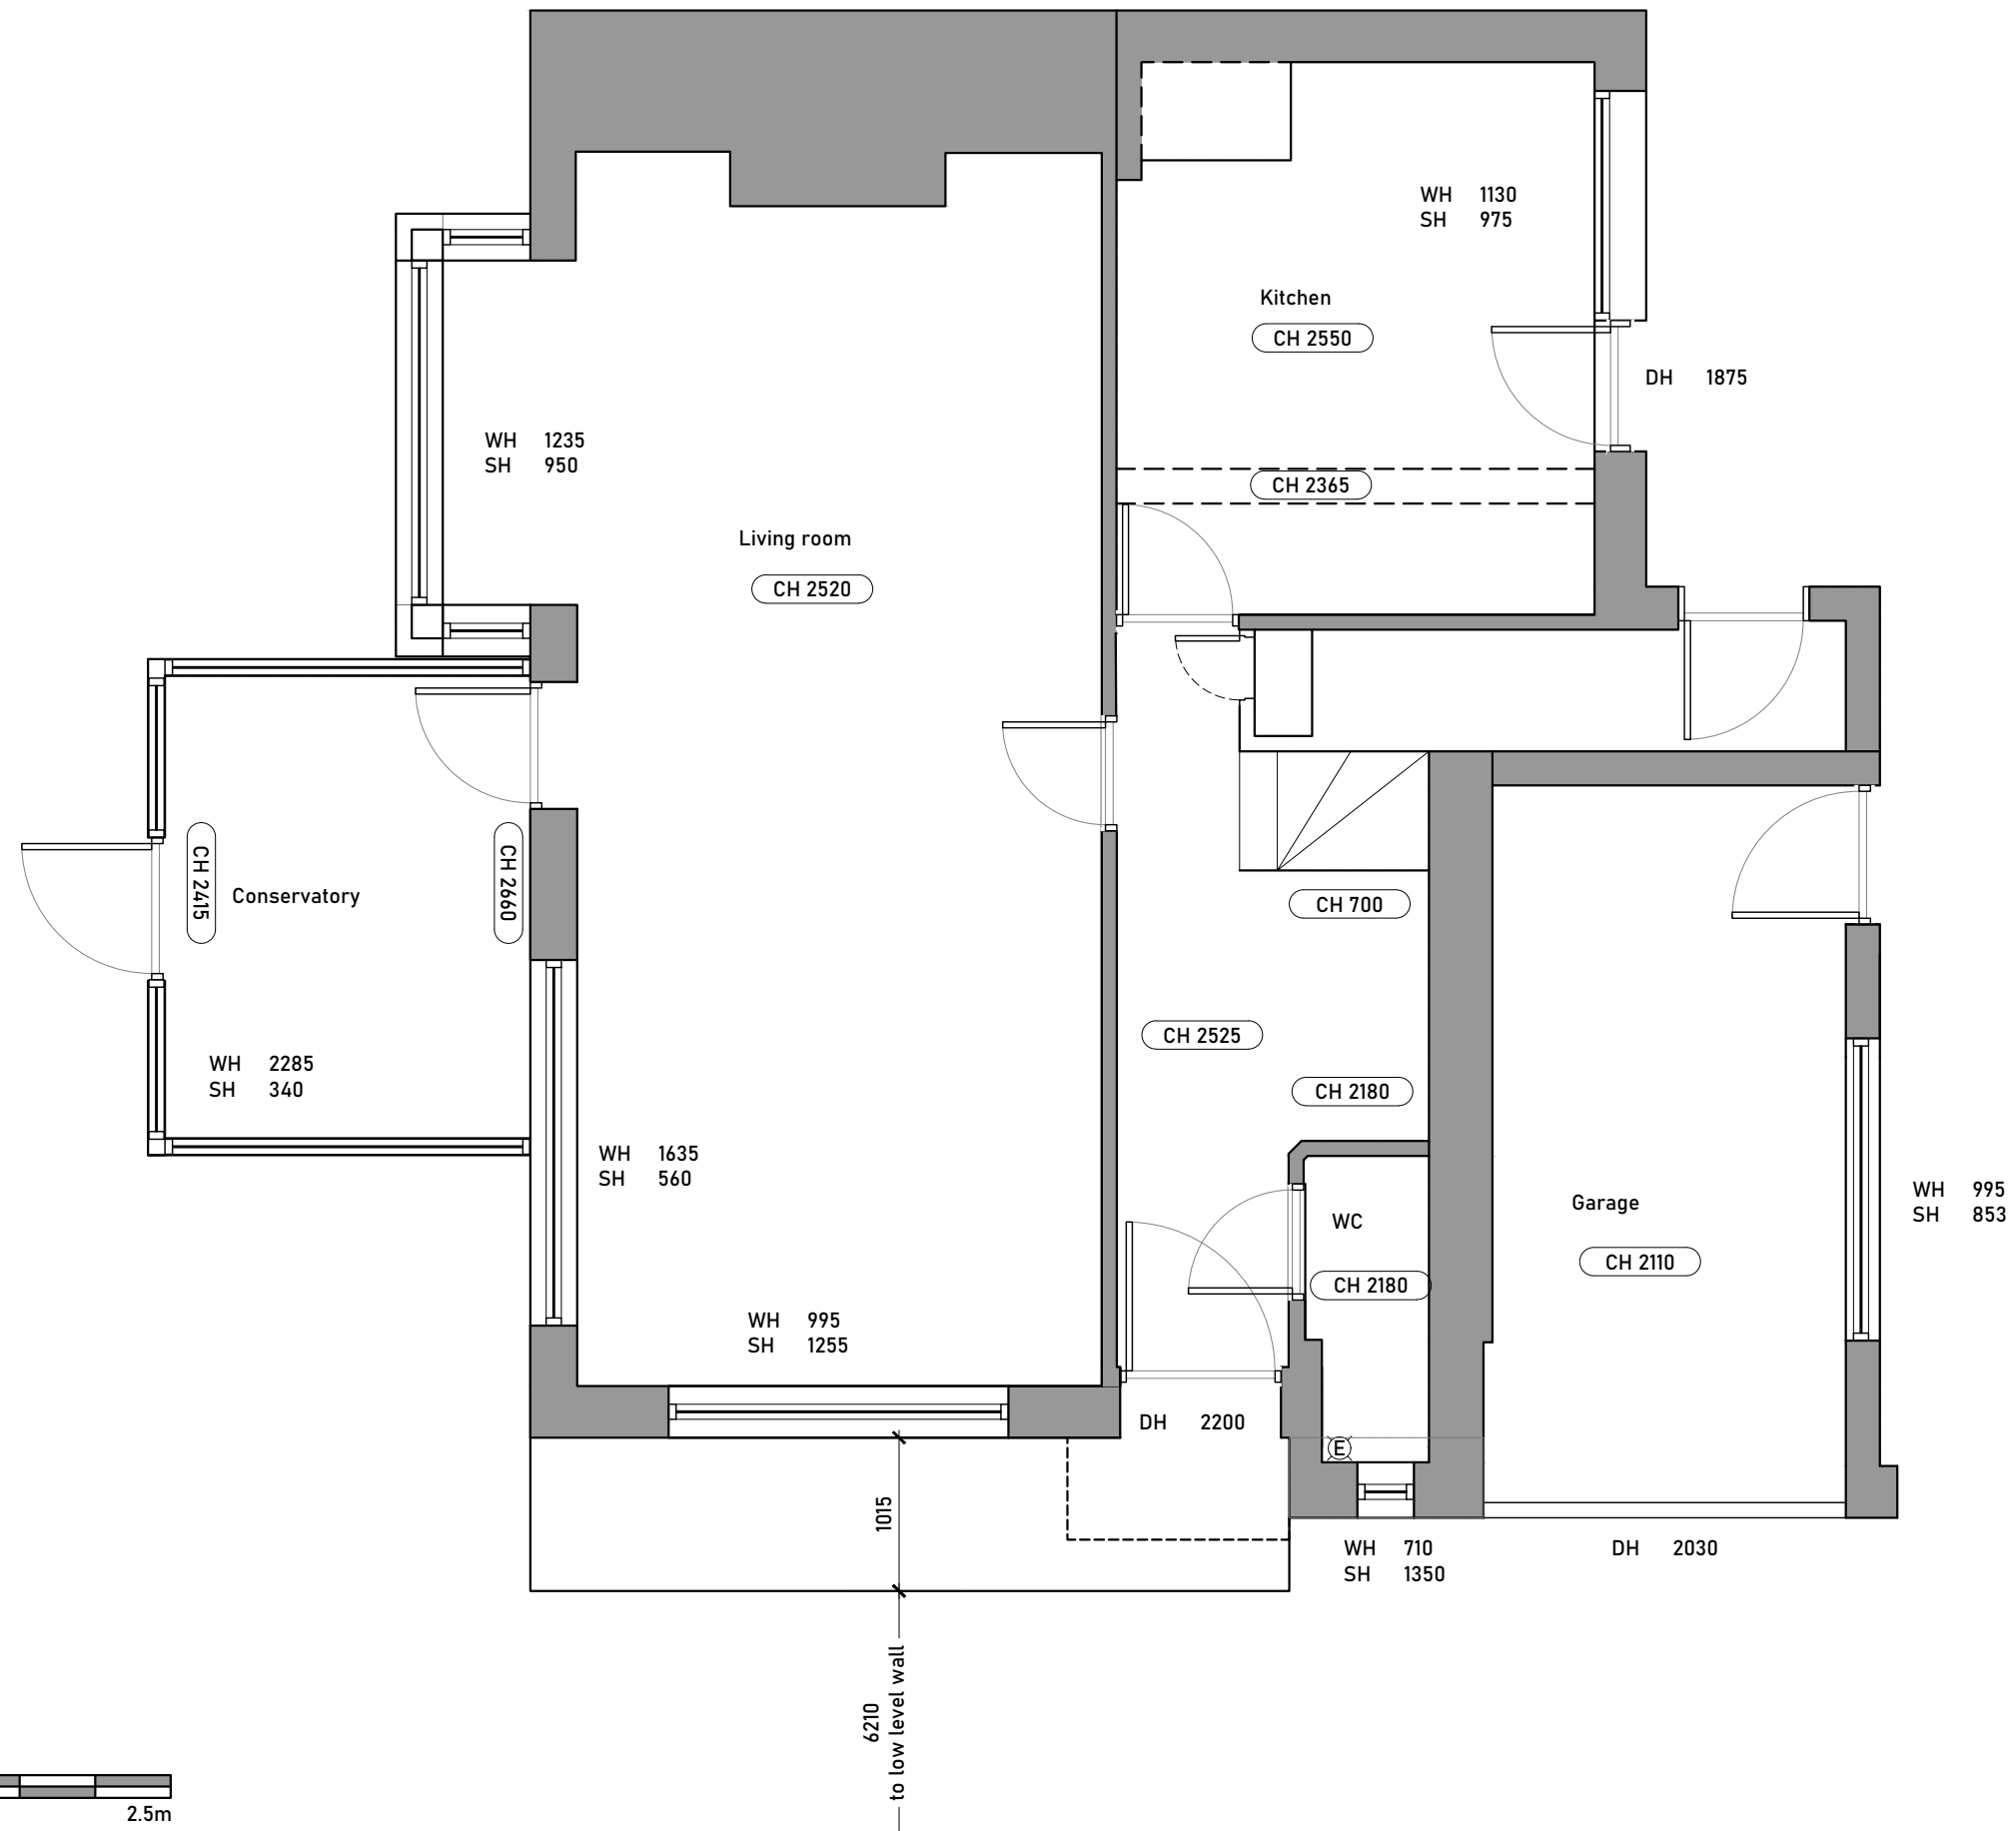 WH 1130
SH 975
Kitchen
CH 2550
DH 1875
WH 1235
SH 950
CH 2365
Living room
CH 2520
CH 2415
Conservatory
CH 2660
CH 700
CH 2525
WH 2285
SH 340
CH 2180
WH 1635
SH 560
WC
Garage
WH 995
SH 853
CH 2180
CH 2110
WH 995
SH 1255
DH 2200
E
1015
WH 710
SH 1350
DH 2030
6210
to low level wall
2.5m